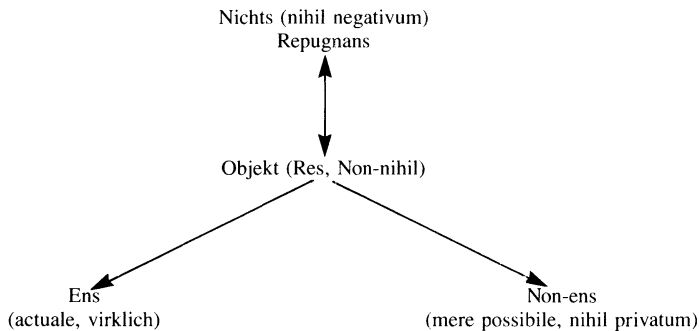 Nichts (nihil negativum)
Repugnans
Objekt (Res, Non-nihil)
Ens
(actuale, virklich)
Non-ens
(mere possibile, nihil privatum)